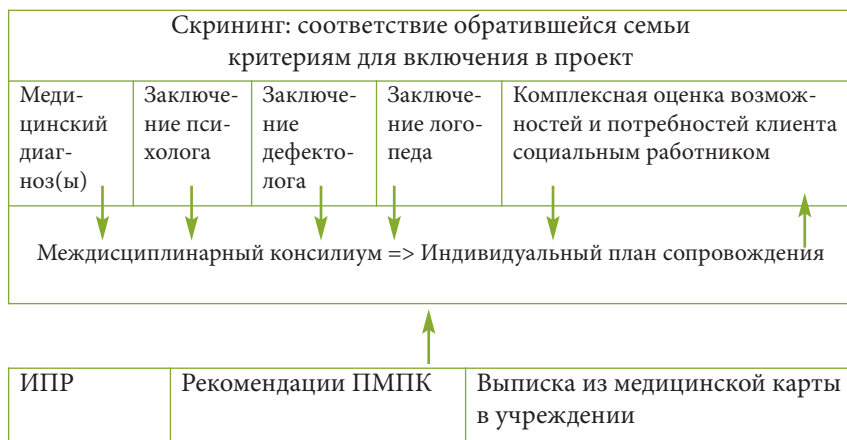 Скрининг: соответствие обратившейся семьи
критериям для включения в проект
Меди-
цинский
диаг-
ноз(ы)
Заключе-
ние пси-
холога
Заключе-
ние
дефекто-
лога
Заключе-
ние лого-
педа
Комплексная оценка возмож-
ностей и потребностей клиента
социальным работником
Междисциплинарный консилиум => Индивидуальный план сопровождения
ИПР
Рекомендации ПМПК
Выписка из медицинской карты
в учреждении